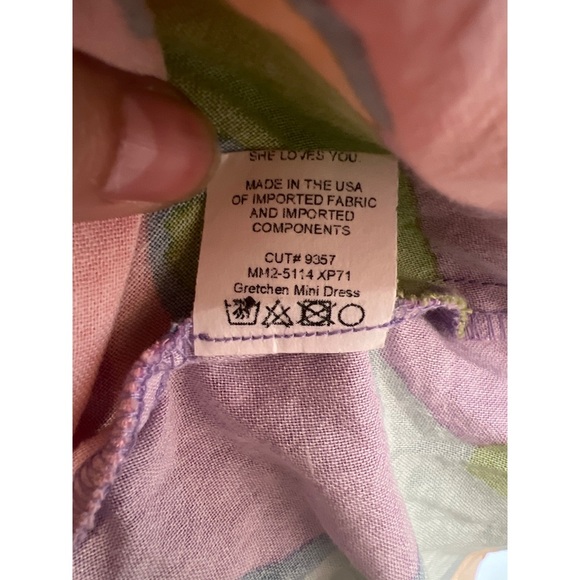 SHE LOVES YOU.
MADE IN THE USA
OF IMPORTED FABRIC
AND IMPORTED
COMPONENTS
CUT# 9357
MM2-5114 XP71
Gretchen Mini Dress